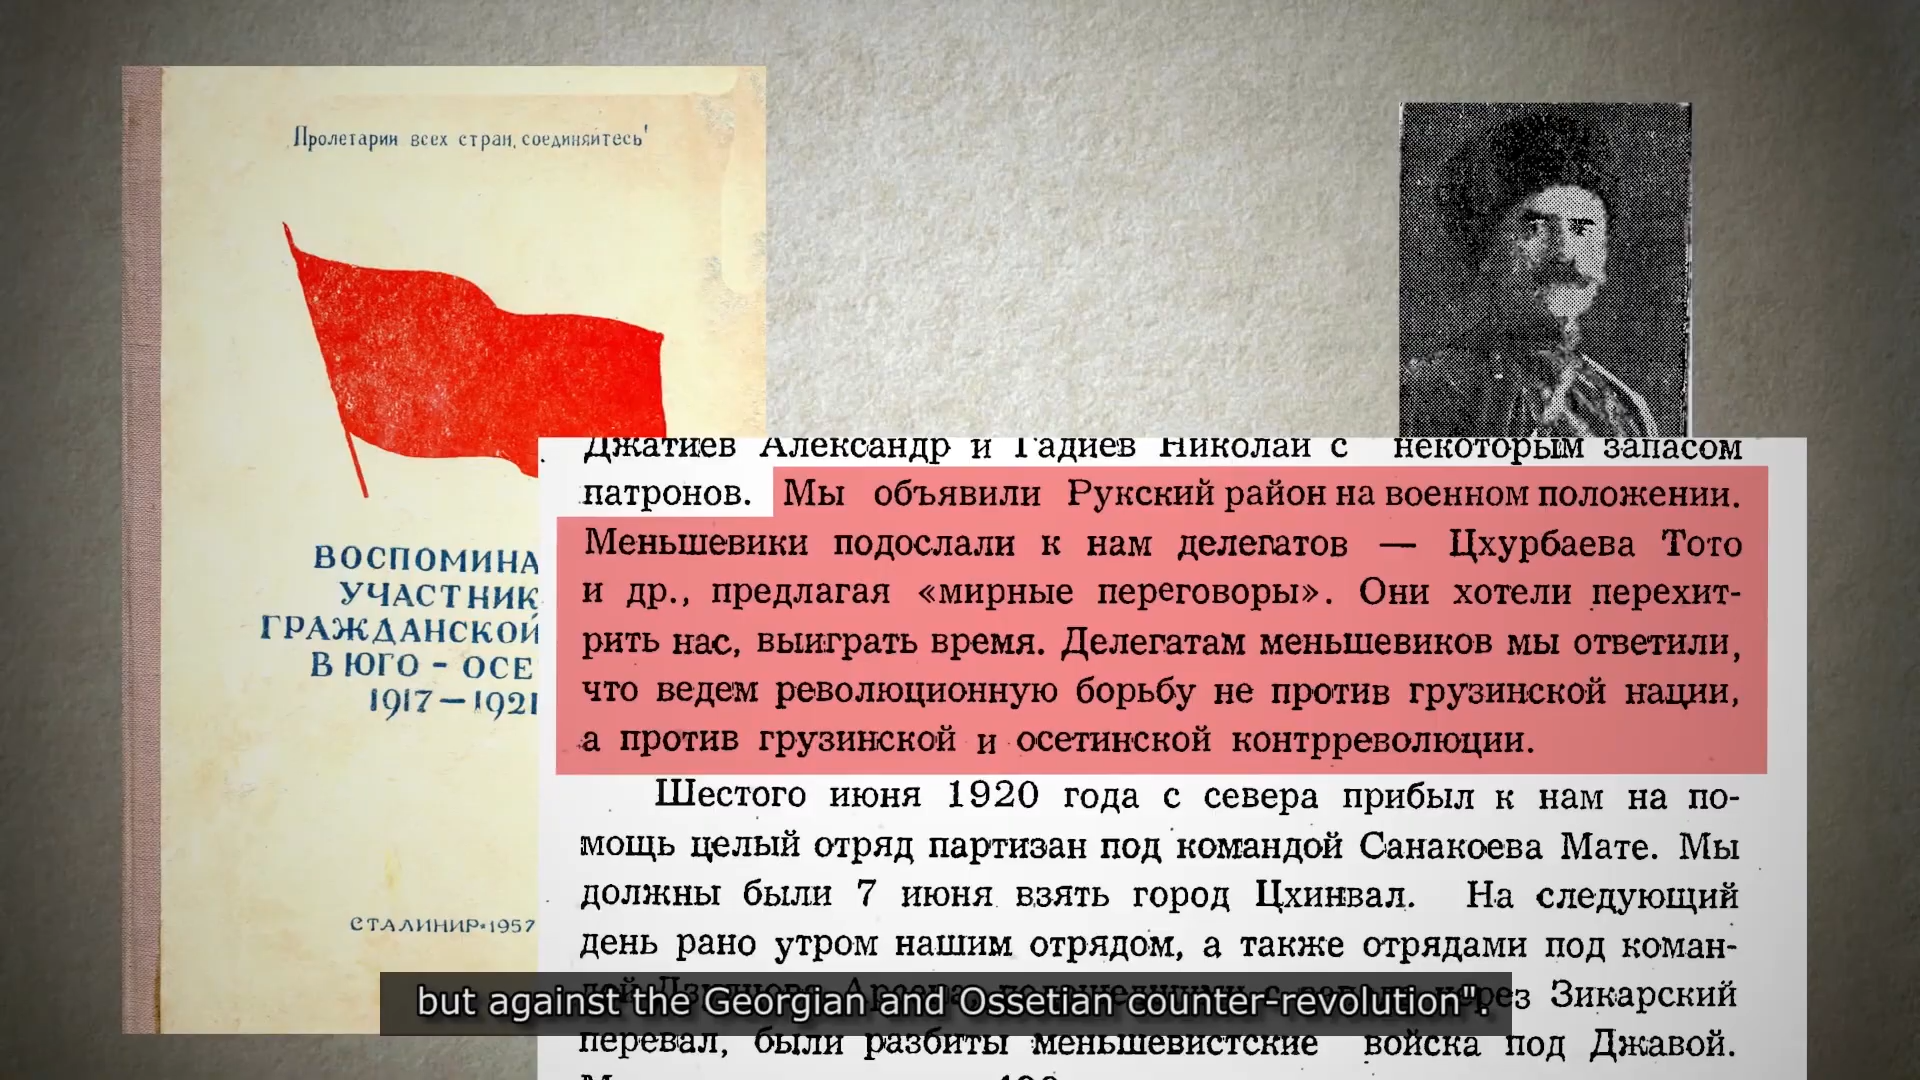 Пролетарии всех стран, соединяйтесь!
ВОСПОМИНА
УЧАСТНИК
ГРАЖДАНСКОЙ
В ЮГО - ОСЕ
1917—1921
СТАЛИНИР•1957
Джатиев Александр и Гадиев Николай с некоторым запасом
патронов. Мы объявили Рукский район на военном положении.
Меньшевики подослали к нам делегатов — Цхурбаева Тото
и др., предлагая «мирные переговоры». Они хотели перехит-
рить нас, выиграть время. Делегатам меньшевиков мы ответили,
что ведем революционную борьбу не против грузинской нации,
а против грузинской и осетинской контрреволюции.
Шестого июня 1920 года с севера прибыл к нам на по-
мощь целый отряд партизан под командой Санакоева Мате. Мы
должны были 7 июня взять город Цхинвал. На следующий
день рано утром нашим отрядом, а также отрядами под коман-
Зикарский
перевал, были разбиты меньшевистские войска под Джавой.
but against the Georgian and Ossetian counter-revolution".